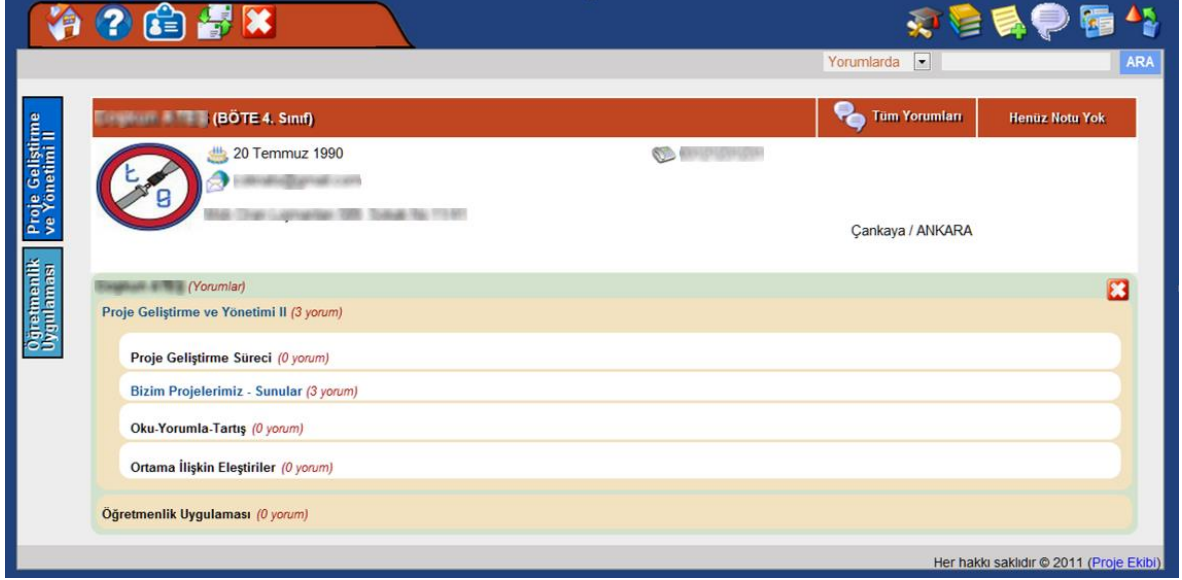 Yorumlarda
ARA
Proje Geliştirme
ve Yönetimi II
Öğretmenlik
Uygulaması
(BÖTE 4. Sınıf)
Tüm Yorumları
Henüz Notu Yok
t
g
20 Temmuz 1990
Çankaya / ANKARA
(Yorumlar)
Proje Geliştirme ve Yönetimi II (3 yorum)
Proje Geliştirme Süreci (0 yorum)
Bizim Projelerimiz - Sunular (3 yorum)
Oku-Yorumla-Tartış (0 yorum)
Ortama İlişkin Eleştiriler (0 yorum)
Öğretmenlik Uygulaması (0 yorum)
Her hakkı saklıdır © 2011 (Proje Ekibi)